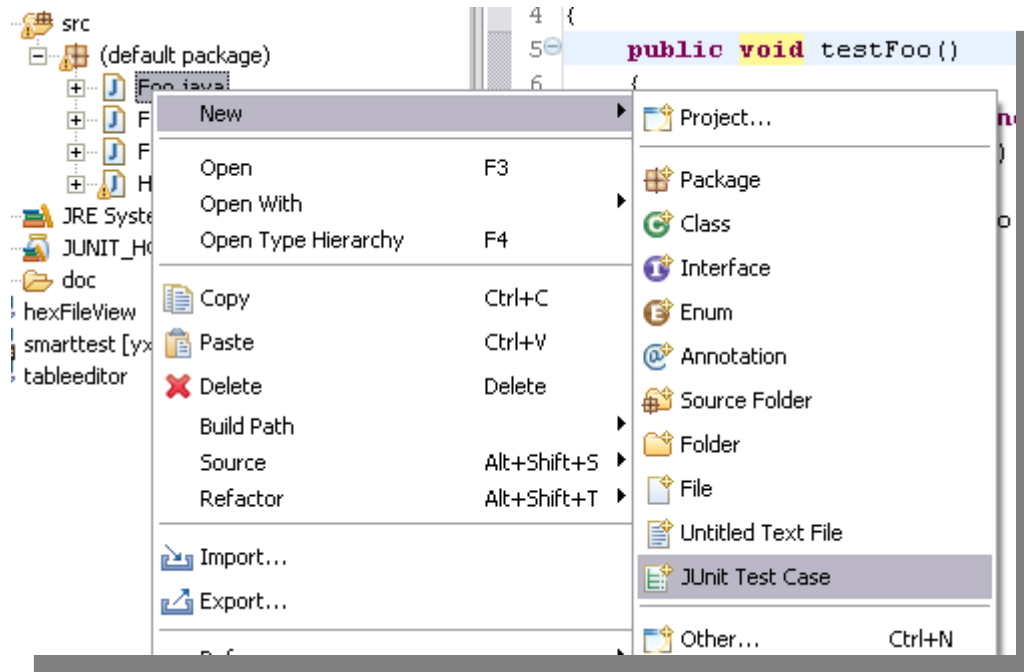 src
(default package)
Foo.java
F
F
H
JRE Syste
JUNIT_HO
doc
hexFileView
smarttest [yx
tableeditor
4 {
5 public void testFoo()
6 {
)
o
New
Open F3
Open With
Open Type Hierarchy F4
Copy Ctrl+C
Paste Ctrl+V
Delete Delete
Build Path
Source Alt+Shift+S
Refactor Alt+Shift+T
Import...
Export...
Project...
Package
Class
Interface
Enum
Annotation
Source Folder
Folder
File
Untitled Text File
JUnit Test Case
Other... Ctrl+N